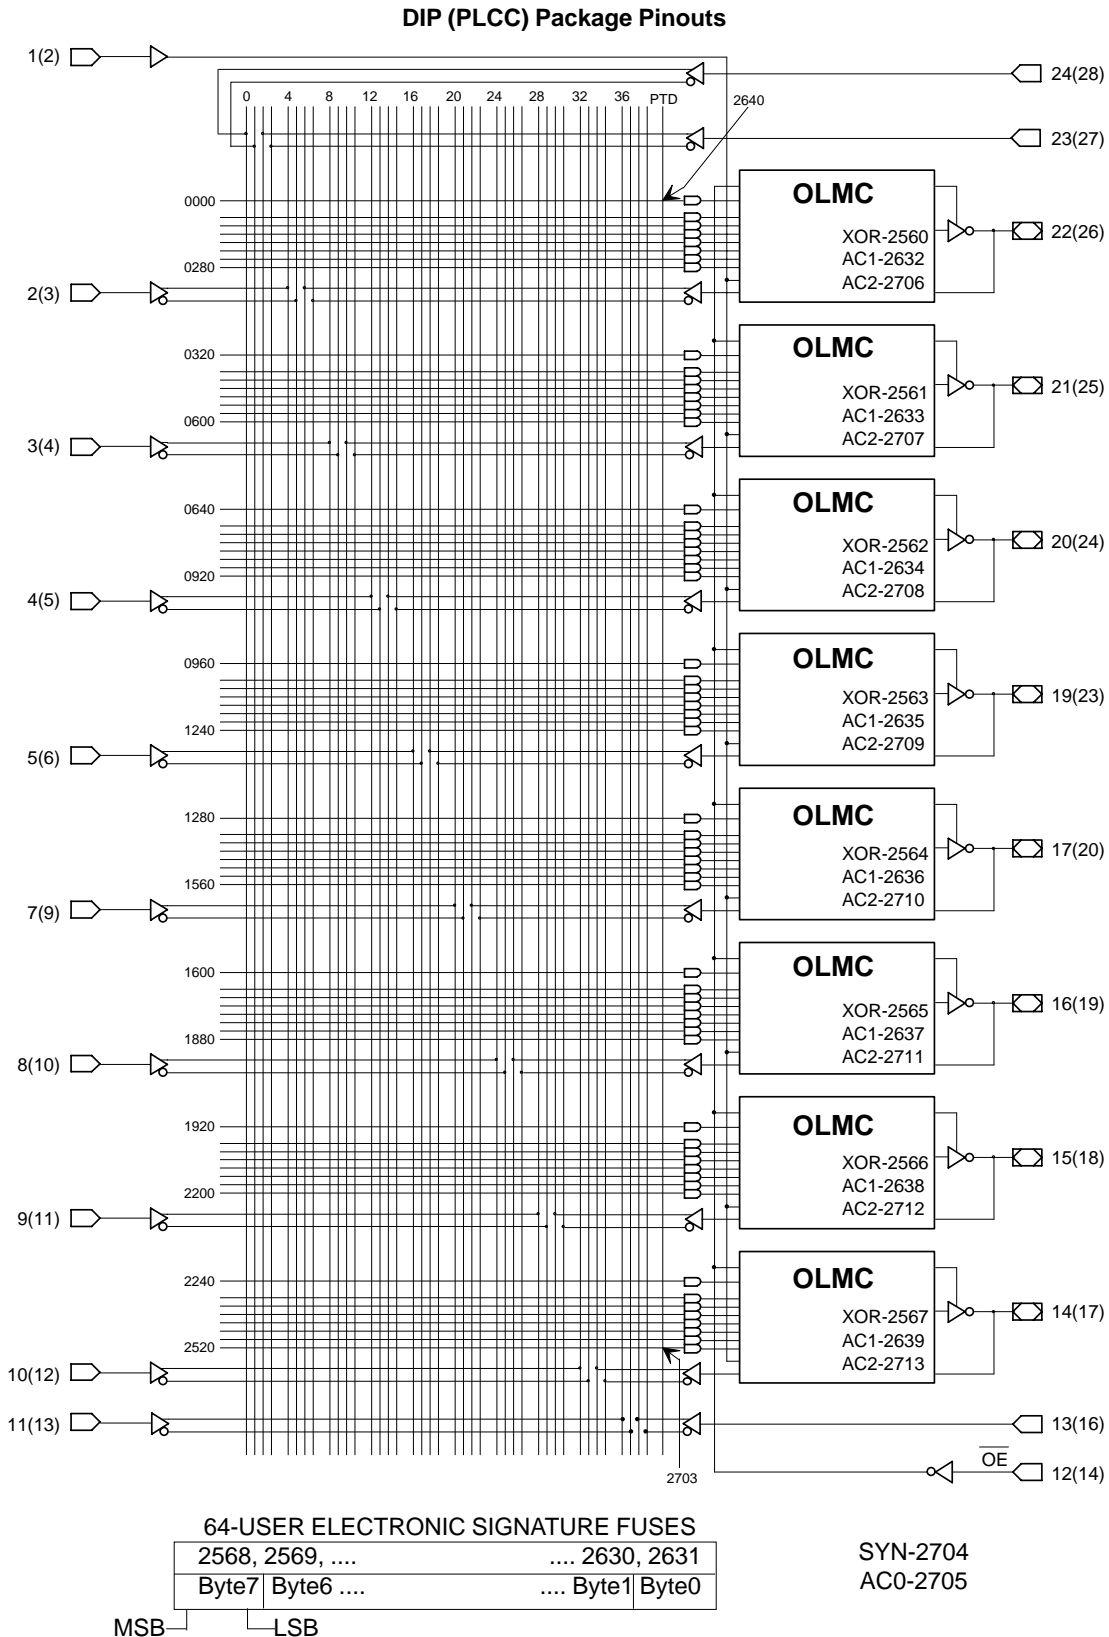 DIP (PLCC) Package Pinouts
1(2)
24(28)
0 4 8 12 16 20 24 28 32 36 PTD
2640
23(27)
0000
OLMC
XOR-2560
AC1-2632
AC2-2706
22(26)
0280
2(3)
0320
OLMC
XOR-2561
AC1-2633
AC2-2707
21(25)
0600
3(4)
0640
OLMC
XOR-2562
AC1-2634
AC2-2708
20(24)
0920
4(5)
0960
OLMC
XOR-2563
AC1-2635
AC2-2709
19(23)
1240
5(6)
1280
OLMC
XOR-2564
AC1-2636
AC2-2710
17(20)
1560
7(9)
1600
OLMC
XOR-2565
AC1-2637
AC2-2711
16(19)
1880
8(10)
1920
OLMC
XOR-2566
AC1-2638
AC2-2712
15(18)
2200
9(11)
2240
OLMC
XOR-2567
AC1-2639
AC2-2713
14(17)
2520
10(12)
11(13)
13(16)
OE
12(14)
2703
64-USER ELECTRONIC SIGNATURE FUSES
2568, 2569, .... .... 2630, 2631
Byte7 Byte6 .... .... Byte1 Byte0
MSB LSB
SYN-2704
AC0-2705